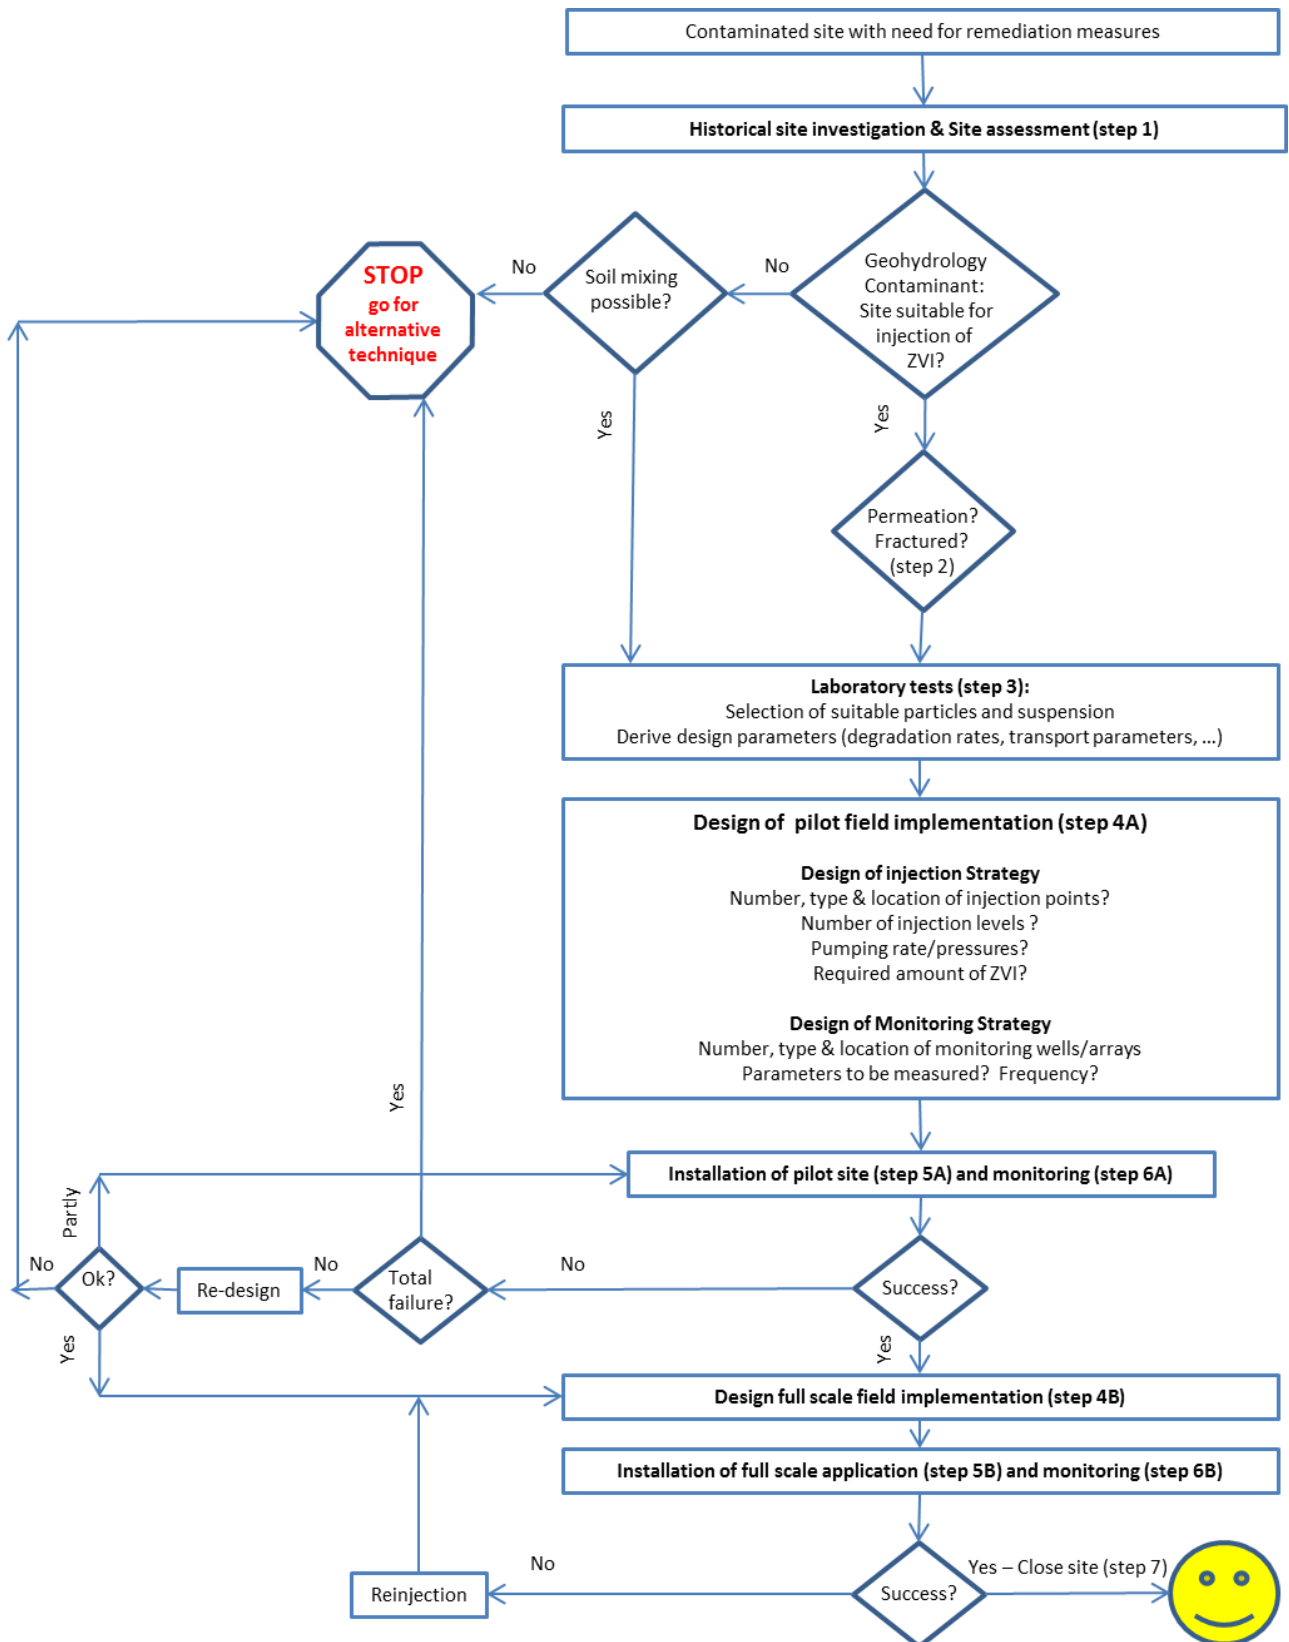 Contaminated site with need for remediation measures
Historical site investigation & Site assessment (step 1)
Geohydrology
Contaminant:
Site suitable for
injection of
ZVI?
No
Soil mixing
possible?
No
STOP
go for
alternative
technique
Yes
Yes
Permeation?
Fractured?
(step 2)
Laboratory tests (step 3):
Selection of suitable particles and suspension
Derive design parameters (degradation rates, transport parameters, ...)
Design of pilot field implementation (step 4A)
Design of injection Strategy
Number, type & location of injection points?
Number of injection levels ?
Pumping rate/pressures?
Required amount of ZVI?
Design of Monitoring Strategy
Number, type & location of monitoring wells/arrays
Parameters to be measured? Frequency?
Yes
Installation of pilot site (step 5A) and monitoring (step 6A)
Partly
Success?
No
Total
failure?
No
Re-design
Ok?
No
Yes
Yes
Design full scale field implementation (step 4B)
Installation of full scale application (step 5B) and monitoring (step 6B)
Success?
No
Reinjection
Yes – Close site (step 7)